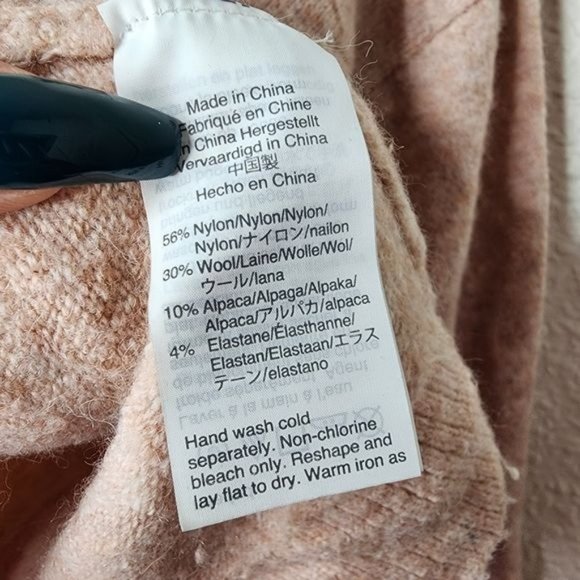 Made in China
Fabriqué en Chine
n China Hergestellt
Vervaardigd in China
中国製
Hecho en China
56% Nylon/Nylon/Nylon/
Nylon/ナイロン/nailon
30% Wool/Laine/Wolle/Wol/
ウール/lana
10% Alpaca/Alpaga/Alpaka/
Alpaca/アルパカ/alpaca
4% Elastane/Élasthanne/
Elastan/Elastaan/エラス
テーン/elastano
Hand wash cold
separately. Non-chlorine
bleach only. Reshape and
lay flat to dry. Warm iron as